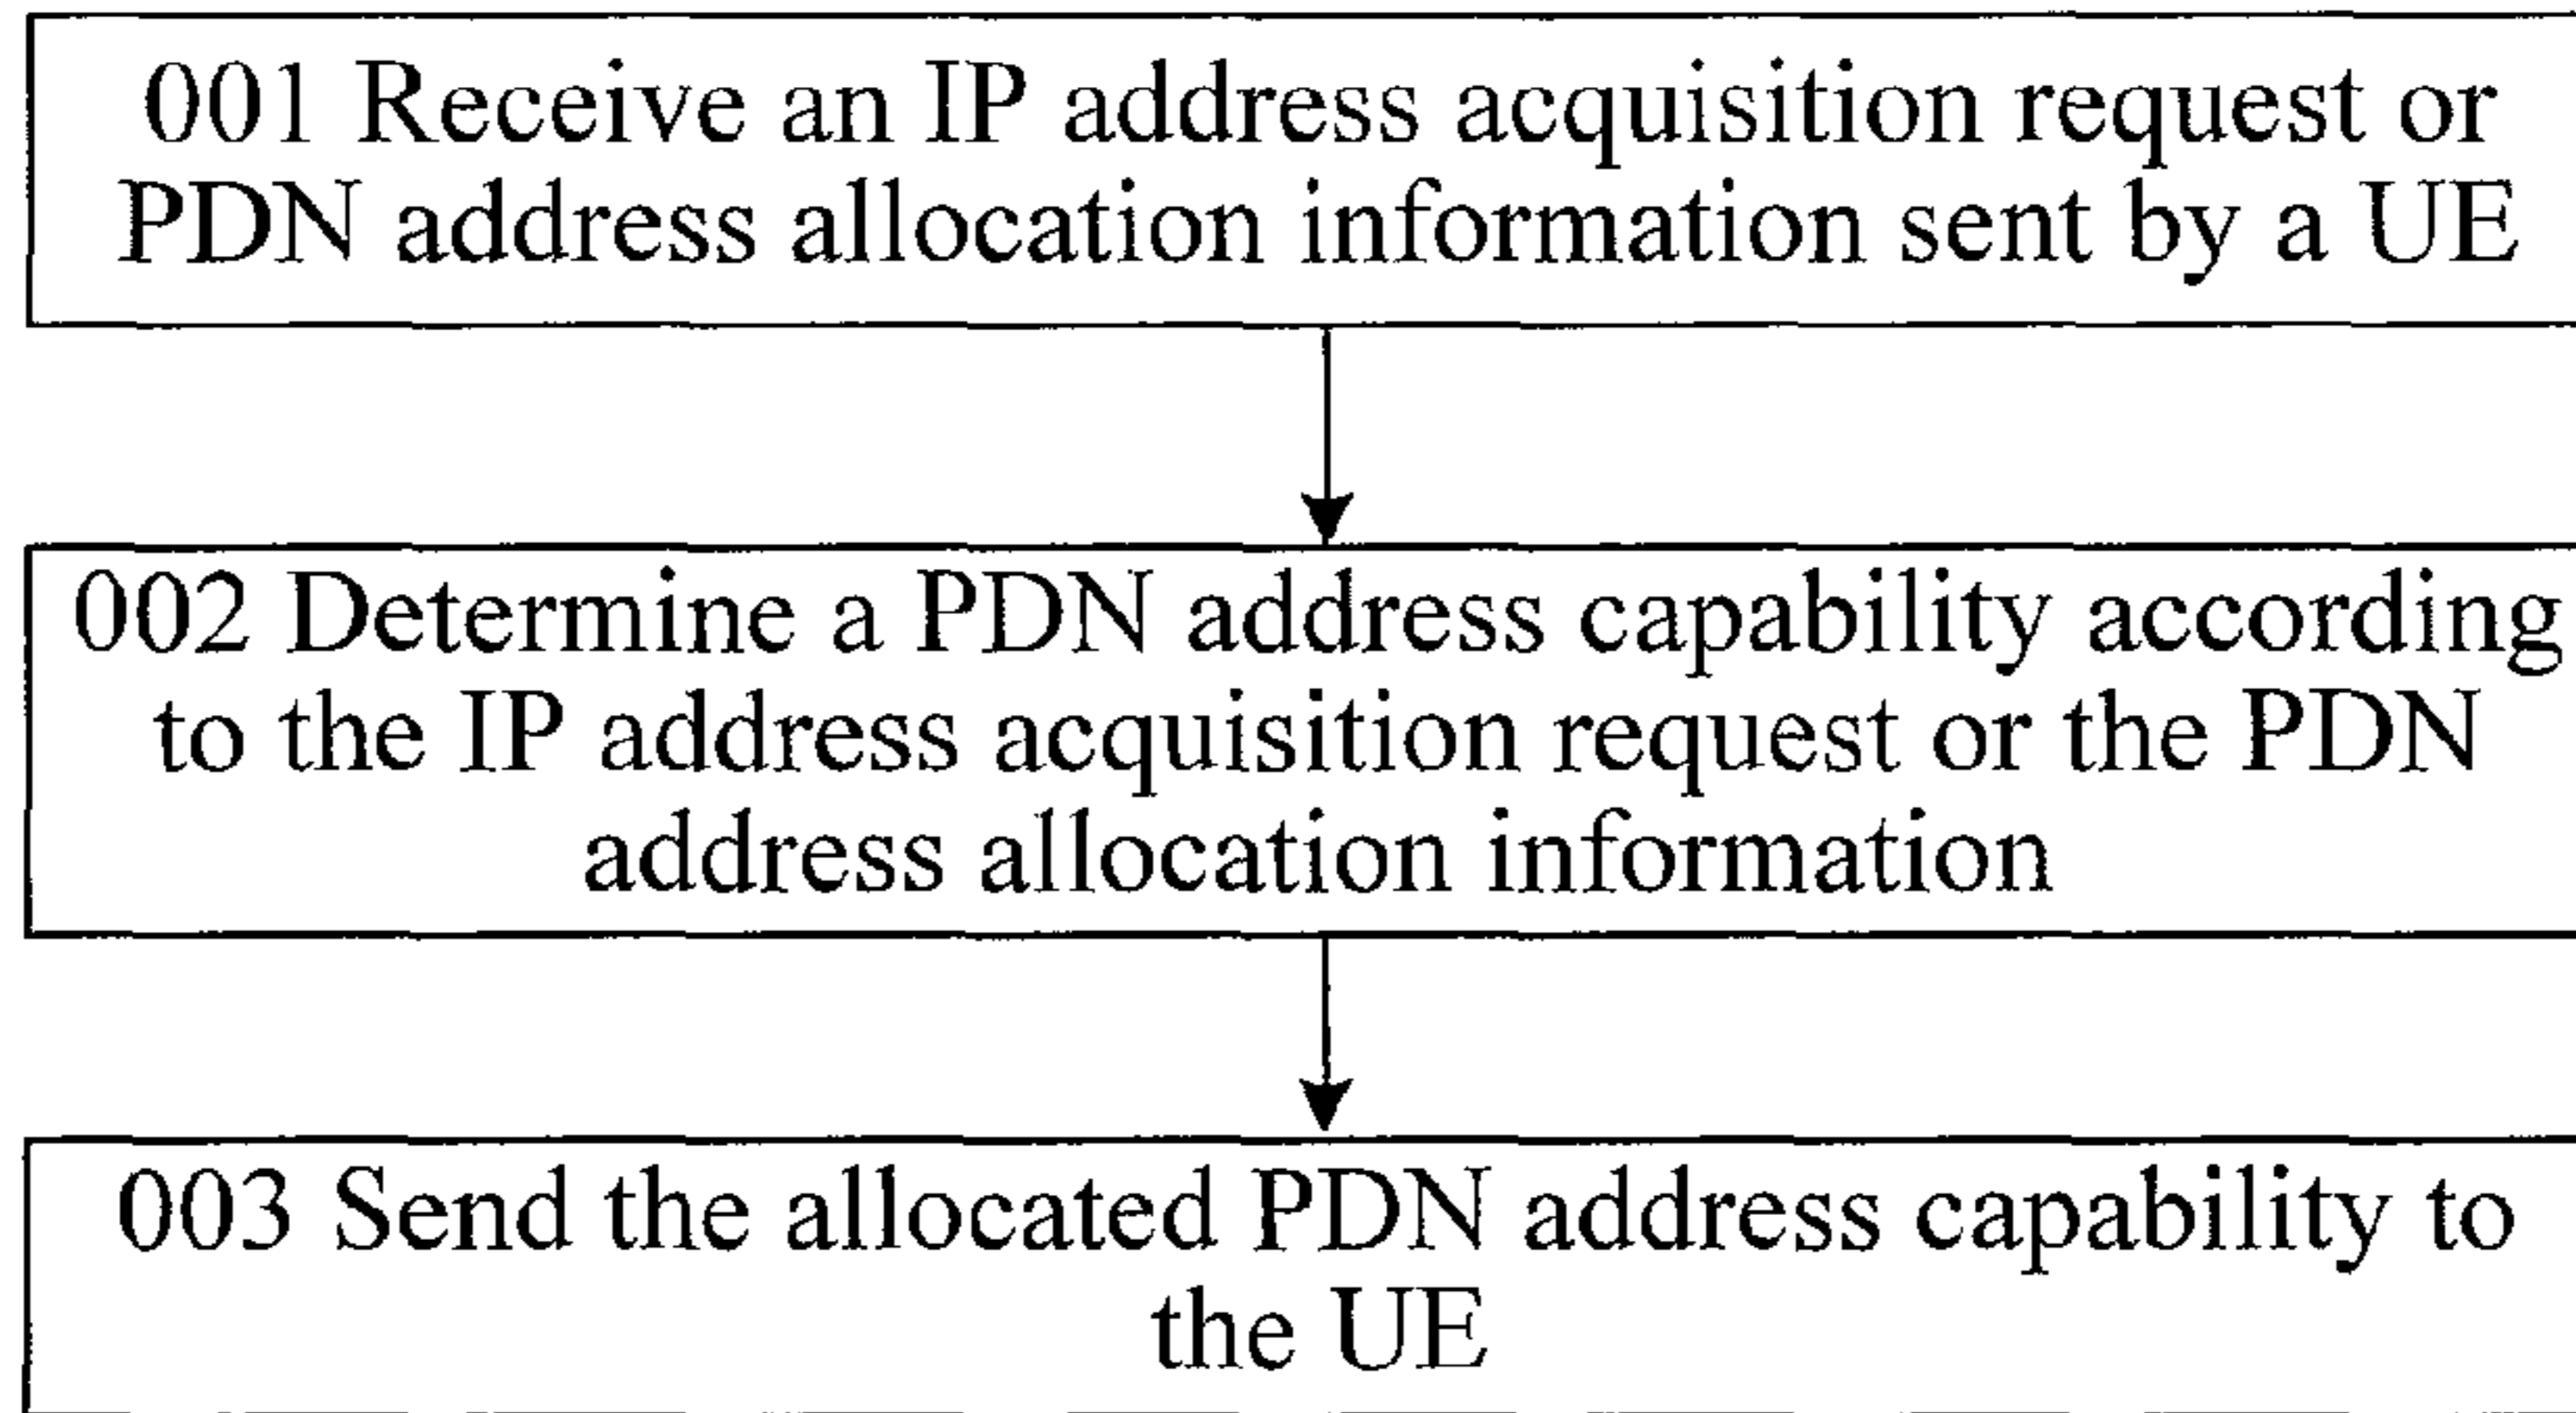 001 Receive an IP address acquisition request or
PDN address allocation information sent by a UE
002 Determine a PDN address capability according
to the IP address acquisition request or the PDN
address allocation information
003 Send the allocated PDN address capability to
the UE